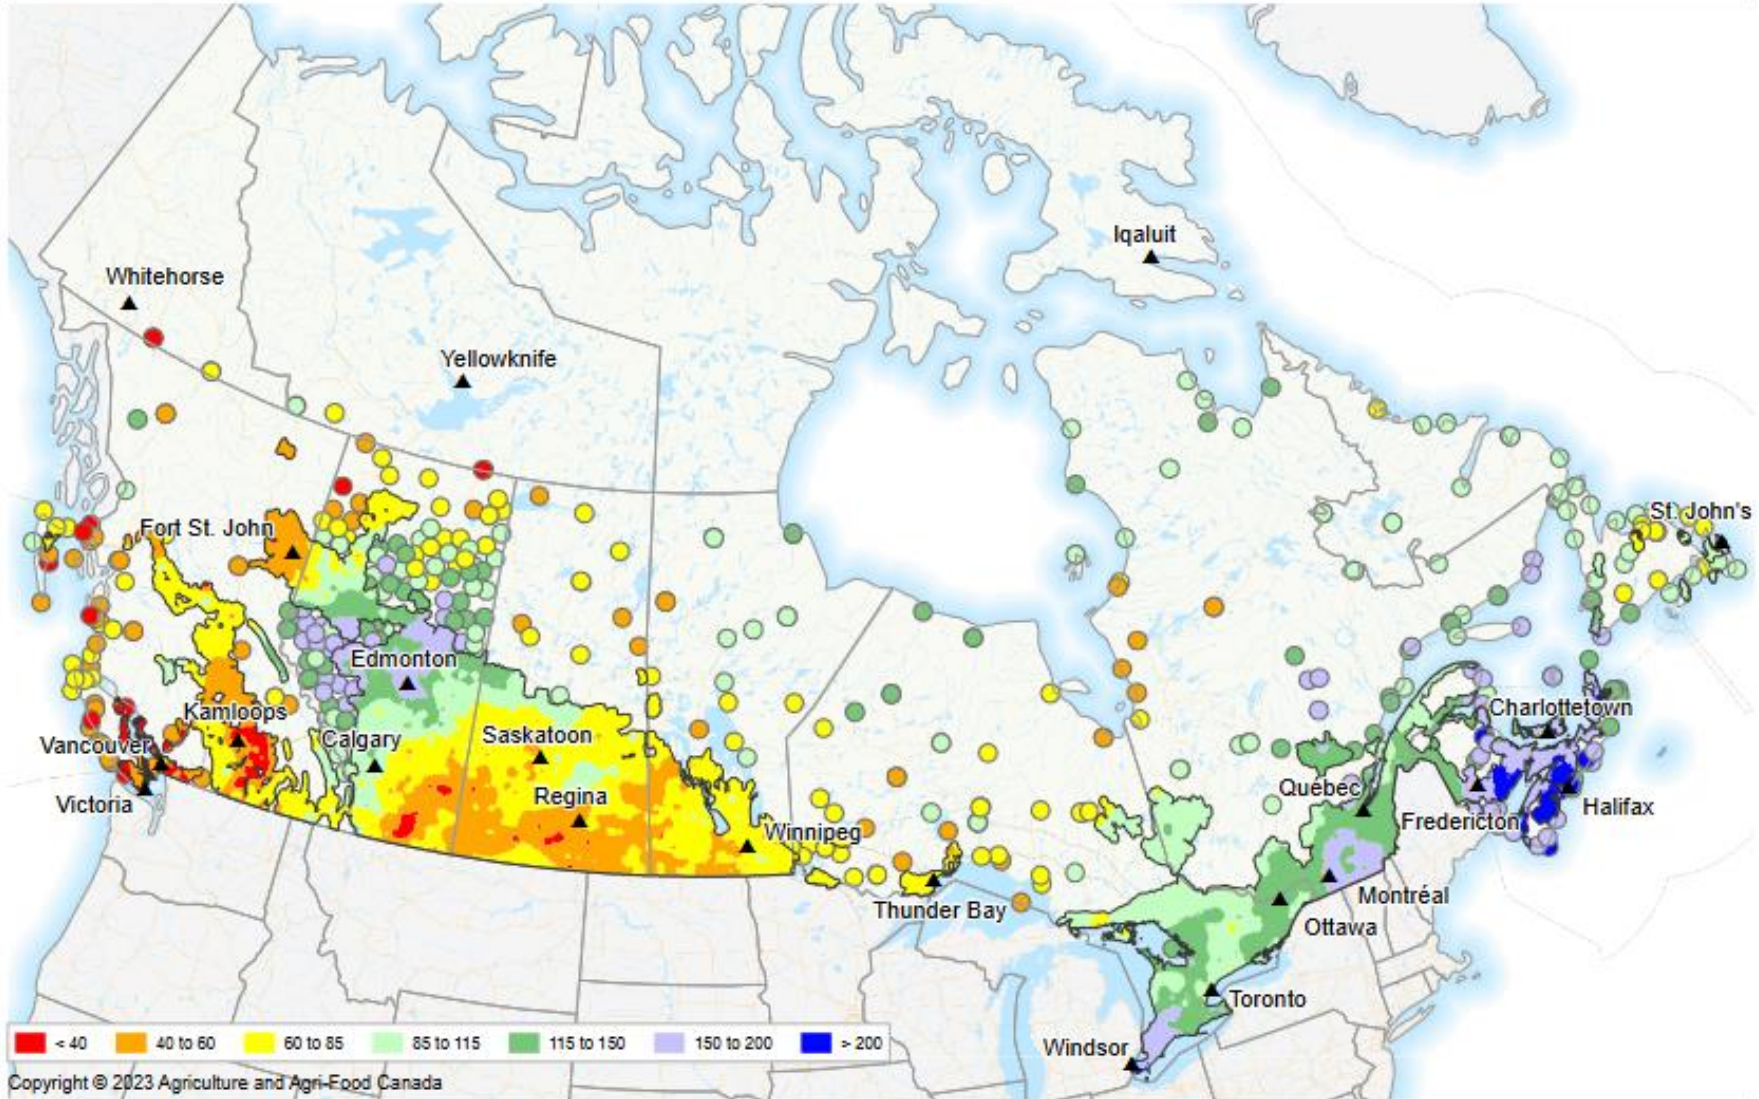 Iqaluit
Whitehorse
Yellowknife
St. John's
Fort St. John
Edmonton
Kamloops
Charlottetown
Vancouver
Calgary
Saskatoon
Québec
Regina
Victoria
Halifax
Fredericton
Winnipeg
Montréal
Thunder Bay
Ottawa
Toronto
Windsor
< 40 40 to 60 60 to 85 85 to 115 115 to 150 150 to 200 > 200
Copyright © 2023 Agriculture and Agri-Food Canada